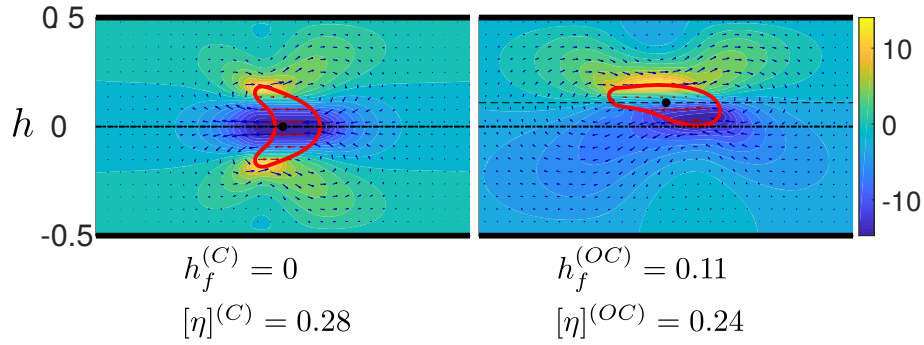 0 5
10
h 0
0
-10
-0.5
h_f^{(C)} = 0
h_f^{(OC)} = 0.11
[η]^{(C)} = 0.28
[η]^{(OC)} = 0.24